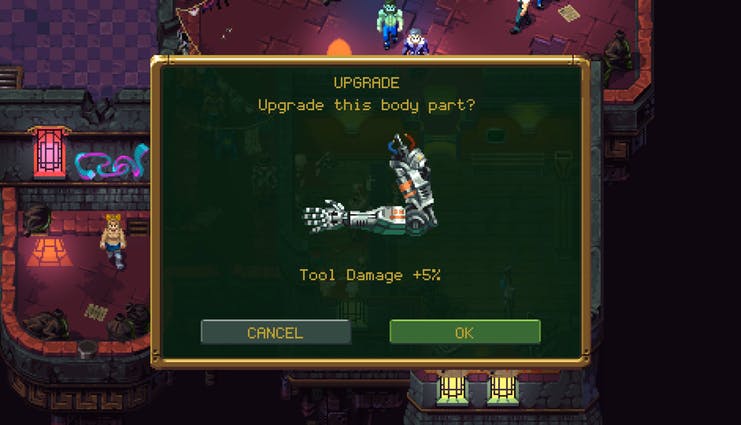 UPGRADE
Upgrade this body part?
Tool Damage +5%
CANCEL
OK